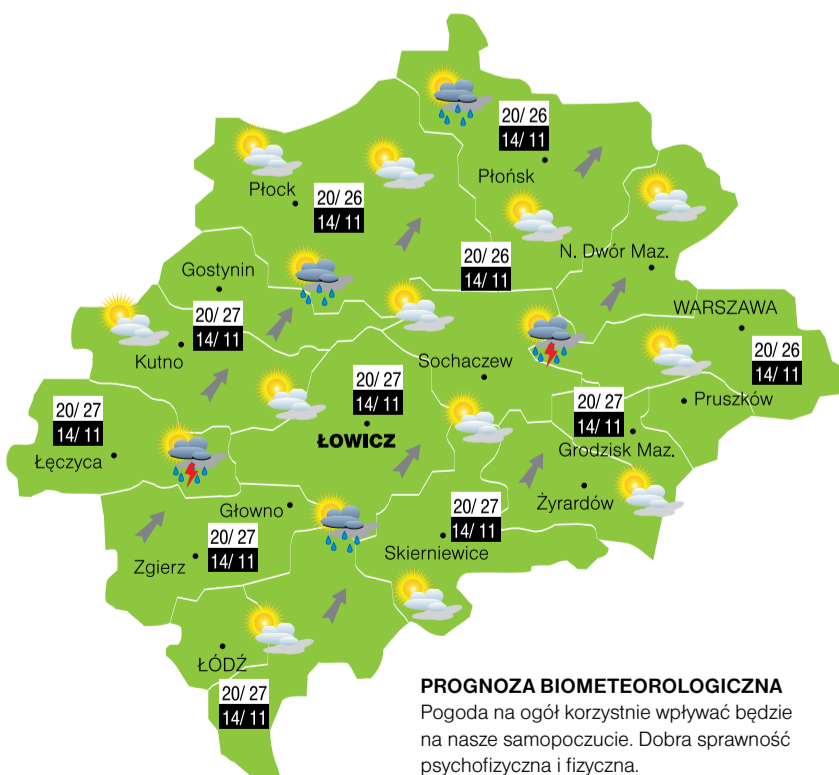 20/ 26
14/ 11
Płońsk
Płock
20/ 26
14/ 11
20/ 26
14/ 11
N. Dwór Maz.
Gostynin
20/ 27
14/ 11
Kutno
WARSZAWA
20/ 26
14/ 11
Sochaczew
20/ 27
14/ 11
ŁOWICZ
Pruszków
20/ 27
14/ 11
Grodzisk Maz.
20/ 27
14/ 11
Łęczyca
Żyrardów
Głowno
20/ 27
14/ 11
Skierniewice
20/ 27
14/ 11
Zgierz
ŁÓDŹ
20/ 27
14/ 11
PROGNOZA BIOMETEOROLOGICZNA
Pogoda na ogół korzystnie wpływać będzie
na nasze samopoczucie. Dobra sprawność
psychofizyczna i fizyczna.